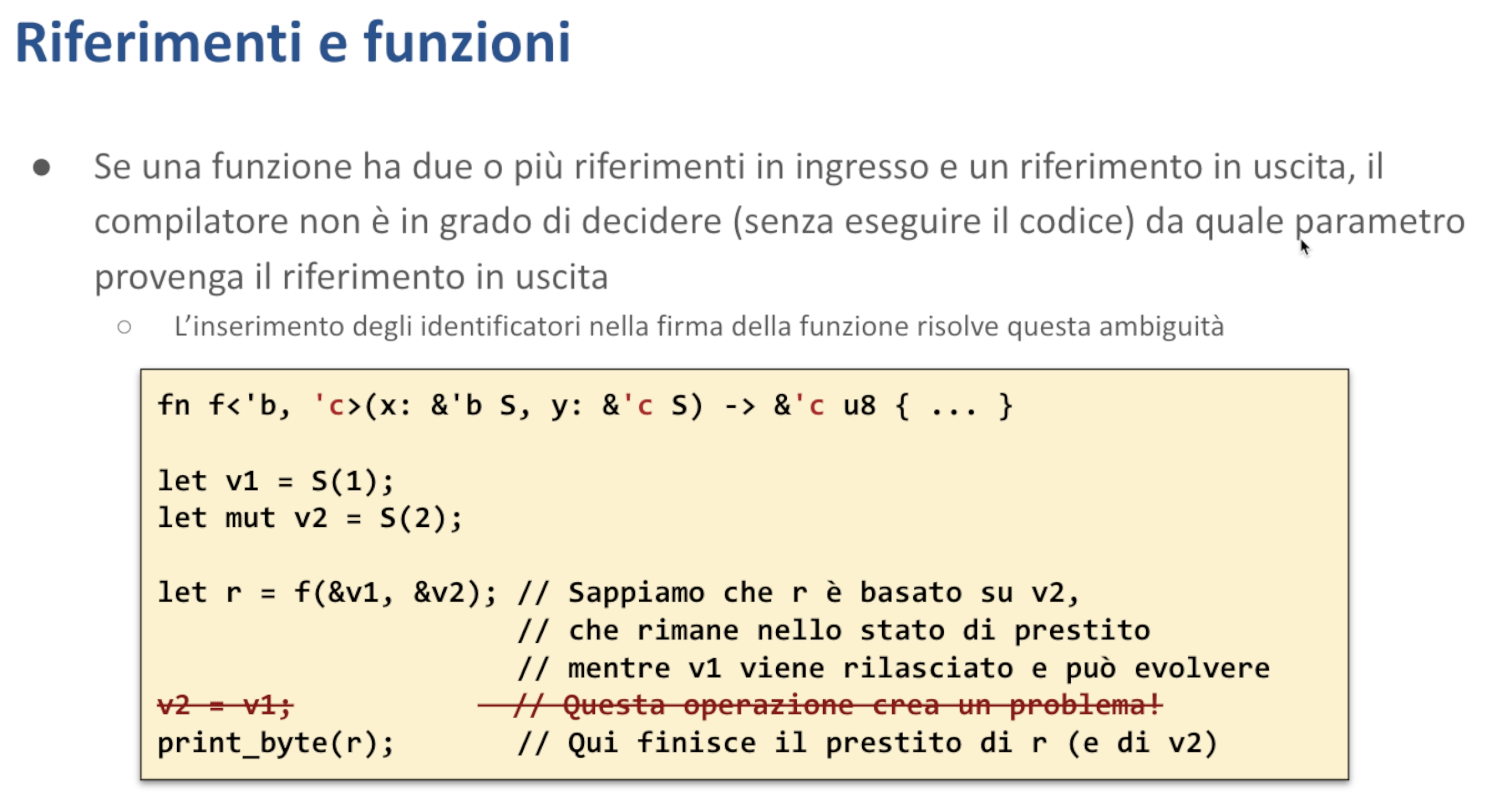 Riferimenti e funzioni
● Se una funzione ha due o più riferimenti in ingresso e un riferimento in uscita, il
compilatore non è in grado di decidere (senza eseguire il codice) da quale parametro
provenga il riferimento in uscita
○ L’inserimento degli identificatori nella firma della funzione risolve questa ambiguità
fn f<'b, 'c>(x: &'b S, y: &'c S) -> &'c u8 { ... }
let v1 = S(1);
let mut v2 = S(2);
let r = f(&v1, &v2); // Sappiamo che r è basato su v2,
// che rimane nello stato di prestito
// mentre v1 viene rilasciato e può evolvere
v2 = v1; // Questa operazione crea un problema!
print_byte(r); // Qui finisce il prestito di r (e di v2)